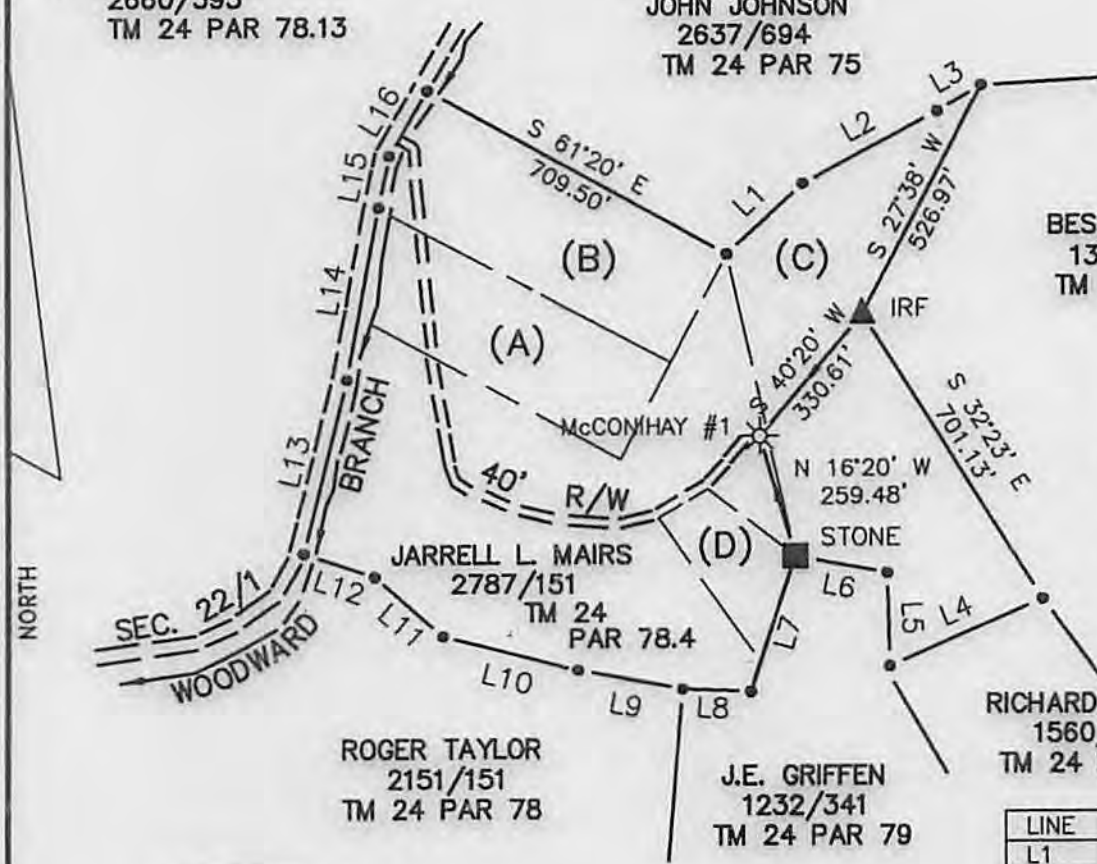 2660/595
TM 24 PAR 78.13
JOHN JOHNSON
2637/694
TM 24 PAR 75
L16
L15
L14
L13
S 61°20' E
709.50'
L1
L2
L3
S 27°38' W
526.97'
(B)
(C)
BES
13
TM
IRF
(A)
S 40°20' W
330.61'
S 32°23' E
701.13'
McCONIHAY #1
N 16°20' W
259.48'
BRANCH
40'
R/W
(D)
STONE
JARRELL L. MAIRS
2787/151
TM 24
PAR 78.4
NORTH
SEC. 22/1
WOODWARD
L12
L11
L10
L9
L8
L7
L6
L5
L4
ROGER TAYLOR
2151/151
TM 24 PAR 78
J.E. GRIFFEN
1232/341
TM 24 PAR 79
RICHARD
1560
TM 24
LINE
L1